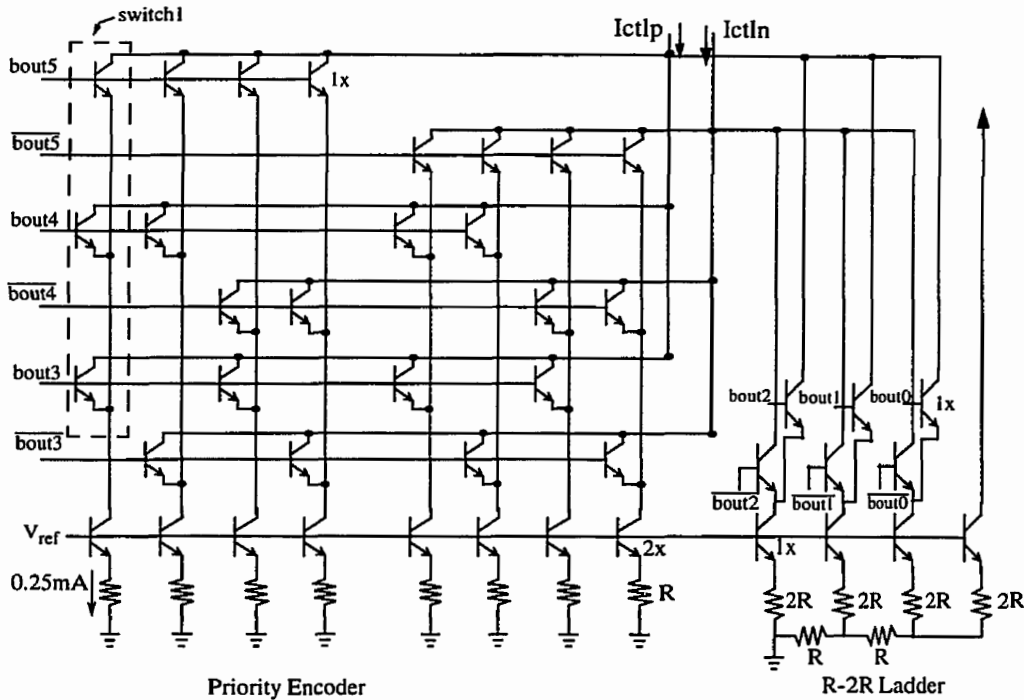 switch1
Ictlp
Ictln
bout5
1x
bout5
bout4
bout4
bout3
bout2
bout1
bout0
1x
bout3
bout2
bout1
bout0
Vref
2x
1x
0.25mA
R
2R
2R
2R
2R
R
R
Priority Encoder
R-2R Ladder